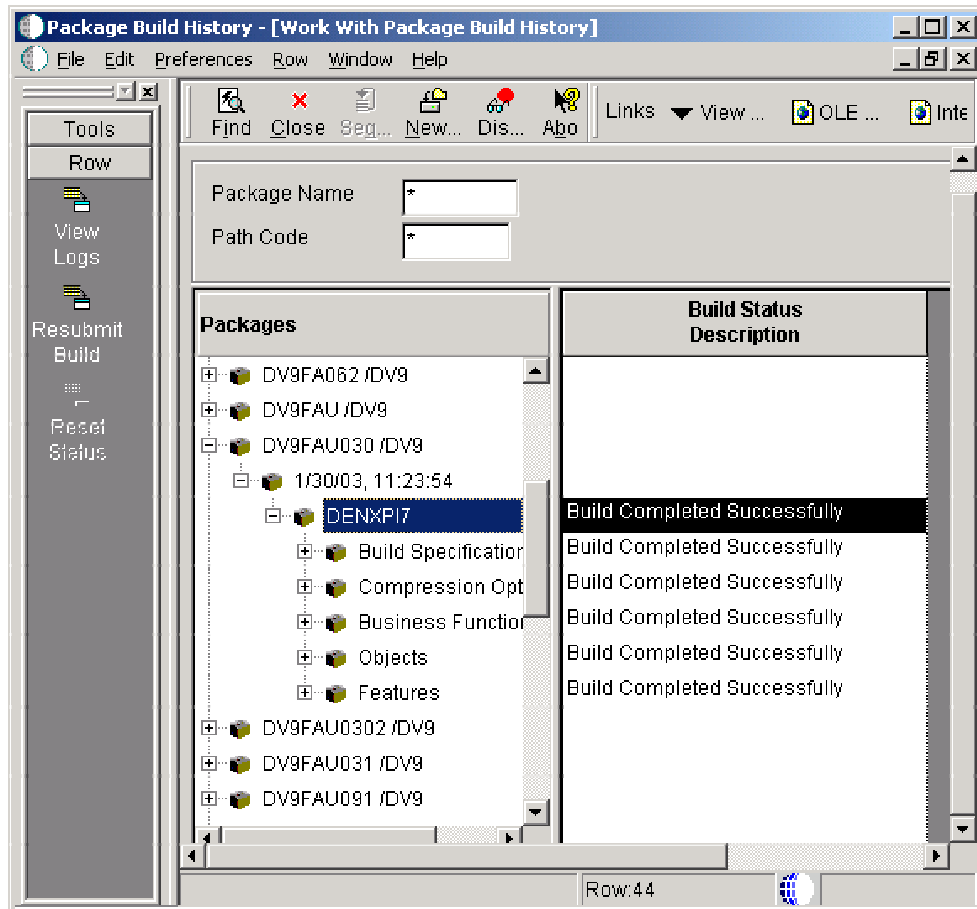 Package Build History - [Work With Package Build History]
File Edit Preferences Row Window Help
Find Close Seq... New... Dis... Abo Links View ... OLE ... Inte
Tools
Row
View
Logs
Resubmit
Build
Reset
Status
Package Name *
Path Code *
Packages
Build Status
Description
DV9FA062 /DV9
DV9FAU /DV9
DV9FAU030 /DV9
1/30/03, 11:23:54
DENXPI7 Build Completed Successfully
Build Specification Build Completed Successfully
Compression Opt Build Completed Successfully
Business Function Build Completed Successfully
Objects Build Completed Successfully
Features Build Completed Successfully
DV9FAU0302 /DV9
DV9FAU031 /DV9
DV9FAU091 /DV9
Row:44